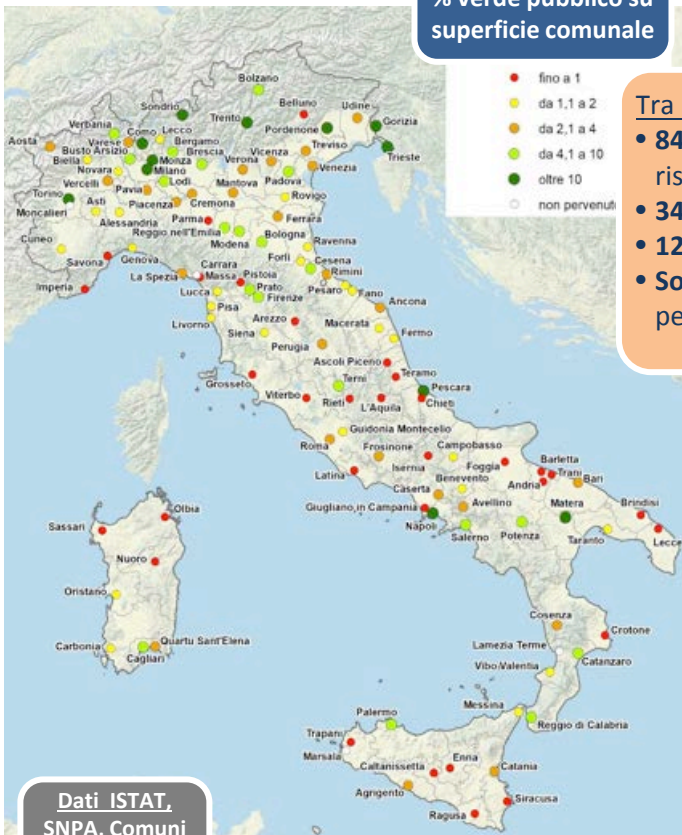 % verde pubblico su
superficie comunale
fino a 1
da 1,1 a 2
da 2,1 a 4
da 4,1 a 10
oltre 10
non pervenuto
Tra
• 84
ris
• 34
• 12
• So
pe
Bolzano
Sondrio
Belluno
Udine
Verbania
Trento
Pordenone
Gorizia
Como
Lecco
Aosta
Varese
Bergamo
Treviso
Busto Arsizio
Brescia
Vicenza
Trieste
Biella
Monza
Verona
Venezia
Novara
Milano
Vercelli
Lodi
Padova
Torino
Pavia
Mantova
Moncalieri
Asti
Piacenza
Cremona
Rovigo
Alessandria
Parma
Ferrara
Cuneo
Reggio nell'Emilia
Bologna
Modena
Ravenna
Savona
Genova
Forlì
Cesena
Carrara
Imperia
La Spezia
Massa
Pistoia
Rimini
Lucca
Prato
Pesaro
Fano
Firenze
Pisa
Arezzo
Ancona
Livorno
Macerata
Siena
Fermo
Perugia
Ascoli Piceno
Grosseto
Terni
Teramo
Pescara
Viterbo
Rieti
L'Aquila
Chieti
Guidonia Montecelio
Roma
Frosinone
Campobasso
Isernia
Foggia
Barletta
Latina
Benevento
Trani
Caserta
Andria
Bari
Giugliano in Campania
Avellino
Matera
Brindisi
Napoli
Salerno
Potenza
Taranto
Lecce
Olbia
Sassari
Nuoro
Oristano
Cosenza
Carbonia
Quartu Sant'Elena
Crotone
Cagliari
Lamezia Terme
Catanzaro
Vibo Valentia
Messina
Palermo
Reggio di Calabria
Trapani
Marsala
Enna
Caltanissetta
Catania
Agrigento
Siracusa
Ragusa
Dati ISTAT,
SNPA, Comuni